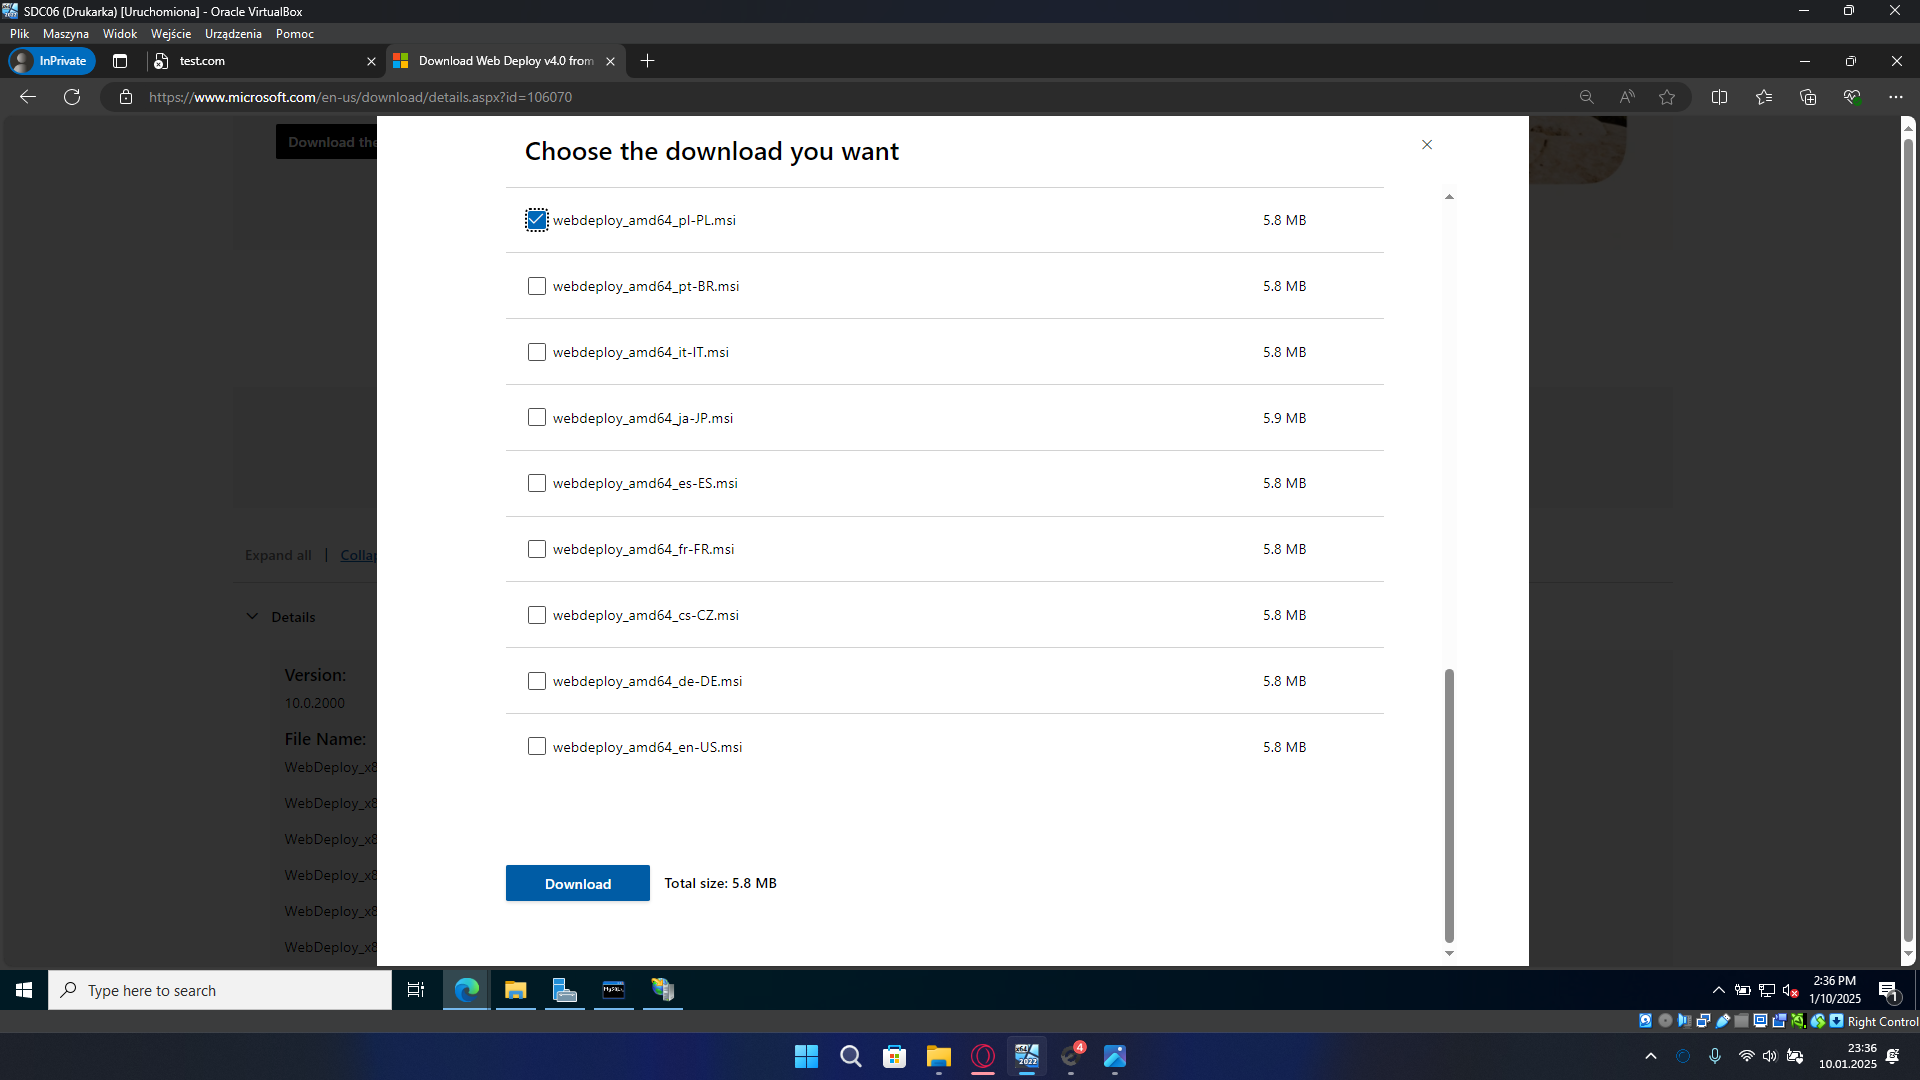 SDC06 (Drukarka) [Uruchomiona] - Oracle VirtualBox
Plik Maszyna Widok Wejście Urządzenia Pomoc
InPrivate test.com Download Web Deploy v4.0 from
https://www.microsoft.com/en-us/download/details.aspx?id=106070
Download the
Choose the download you want
webdeploy_amd64_pl-PL.msi 5.8 MB
webdeploy_amd64_pt-BR.msi 5.8 MB
webdeploy_amd64_it-IT.msi 5.8 MB
webdeploy_amd64_ja-JP.msi 5.9 MB
webdeploy_amd64_es-ES.msi 5.8 MB
webdeploy_amd64_fr-FR.msi 5.8 MB
Expand all | Collap
webdeploy_amd64_cs-CZ.msi 5.8 MB
Details
webdeploy_amd64_de-DE.msi 5.8 MB
Version:
10.0.2000
webdeploy_amd64_en-US.msi 5.8 MB
File Name:
WebDeploy_x8
WebDeploy_x8
WebDeploy_x8
WebDeploy_x8
WebDeploy_x8
WebDeploy_x8
Download Total size: 5.8 MB
Type here to search
2:36 PM
1/10/2025
1
Right Control
4
23:36
10.01.2025